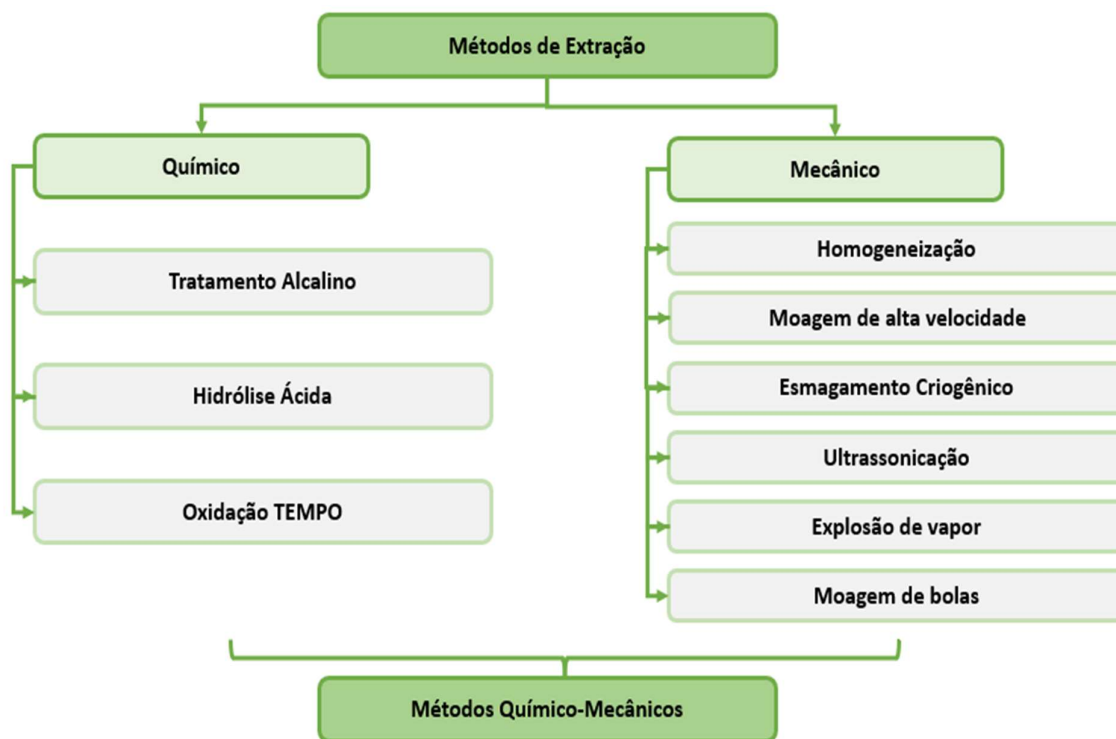 Métodos de Extração
Químico
Tratamento Alcalino
Hidrólise Ácida
Oxidação TEMPO
Mecânico
Homogeneização
Moagem de alta velocidade
Esmagamento Criogênico
Ultrassonicação
Explosão de vapor
Moagem de bolas
Métodos Químico-Mecânicos